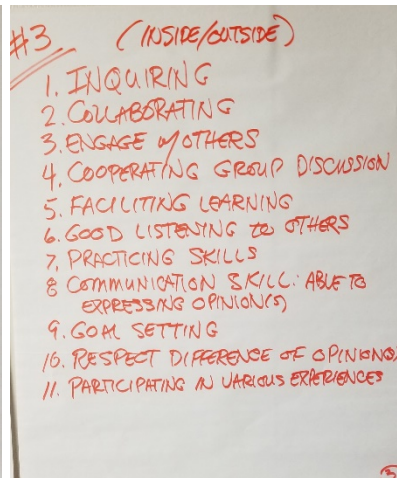 #3 (INSIDE/OUTSIDE)
1. INQUIRING
2. COLLABORATING
3. ENGAGE w/OTHERS
4. COOPERATING GROUP DISCUSSION
5. FACILITING LEARNING
6. GOOD LISTENING to OTHERS
7. PRACTICING SKILLS
8 COMMUNICATION SKILL: ABLE TO
EXPRESSING OPINION(S)
9. GOAL SETTING
10. RESPECT DIFFERENCE OF OPINIONS
11. PARTICIPATING IN VARIOUS EXPERIENCES
3